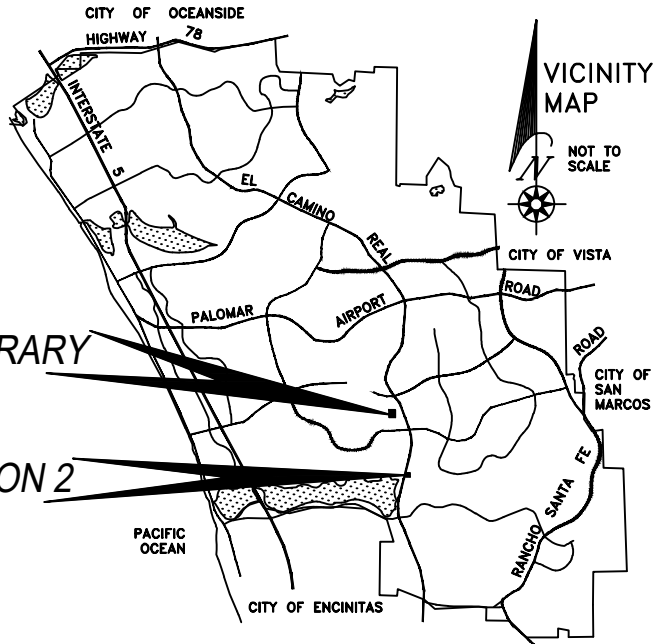 CITY OF OCEANSIDE
HIGHWAY 78
INTERSTATE 5
VICINITY
MAP
NOT TO
SCALE
N
EL CAMINO REAL
CITY OF VISTA
PALOMAR AIRPORT ROAD
ROAD
CITY OF
SAN
MARCOS
RARY
ON 2
RANCHO SANTA FE
PACIFIC
OCEAN
CITY OF ENCINITAS